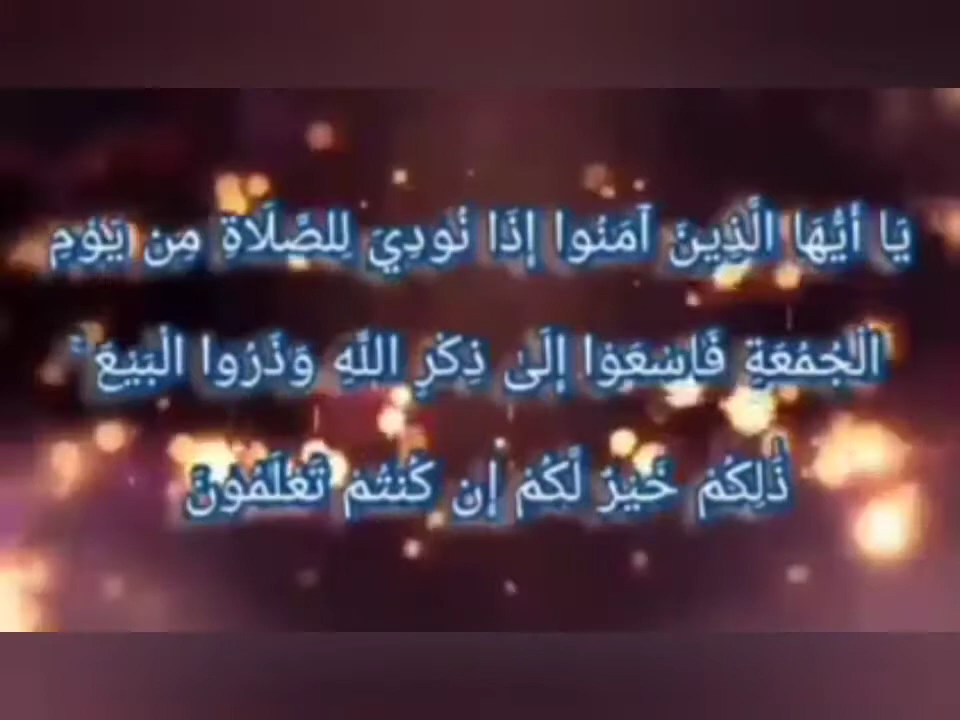 يَا أَيُّهَا الَّذِينَ آمَنُوا إِذَا نُودِيَ لِلصَّلَاةِ مِن يَوْمِ
الْجُمُعَةِ فَاسْعَوْا إِلَىٰ ذِكْرِ اللَّهِ وَذَرُوا الْبَيْعَ ۚ
ذَٰلِكُمْ خَيْرٌ لَّكُمْ إِن كُنتُمْ تَعْلَمُونَ